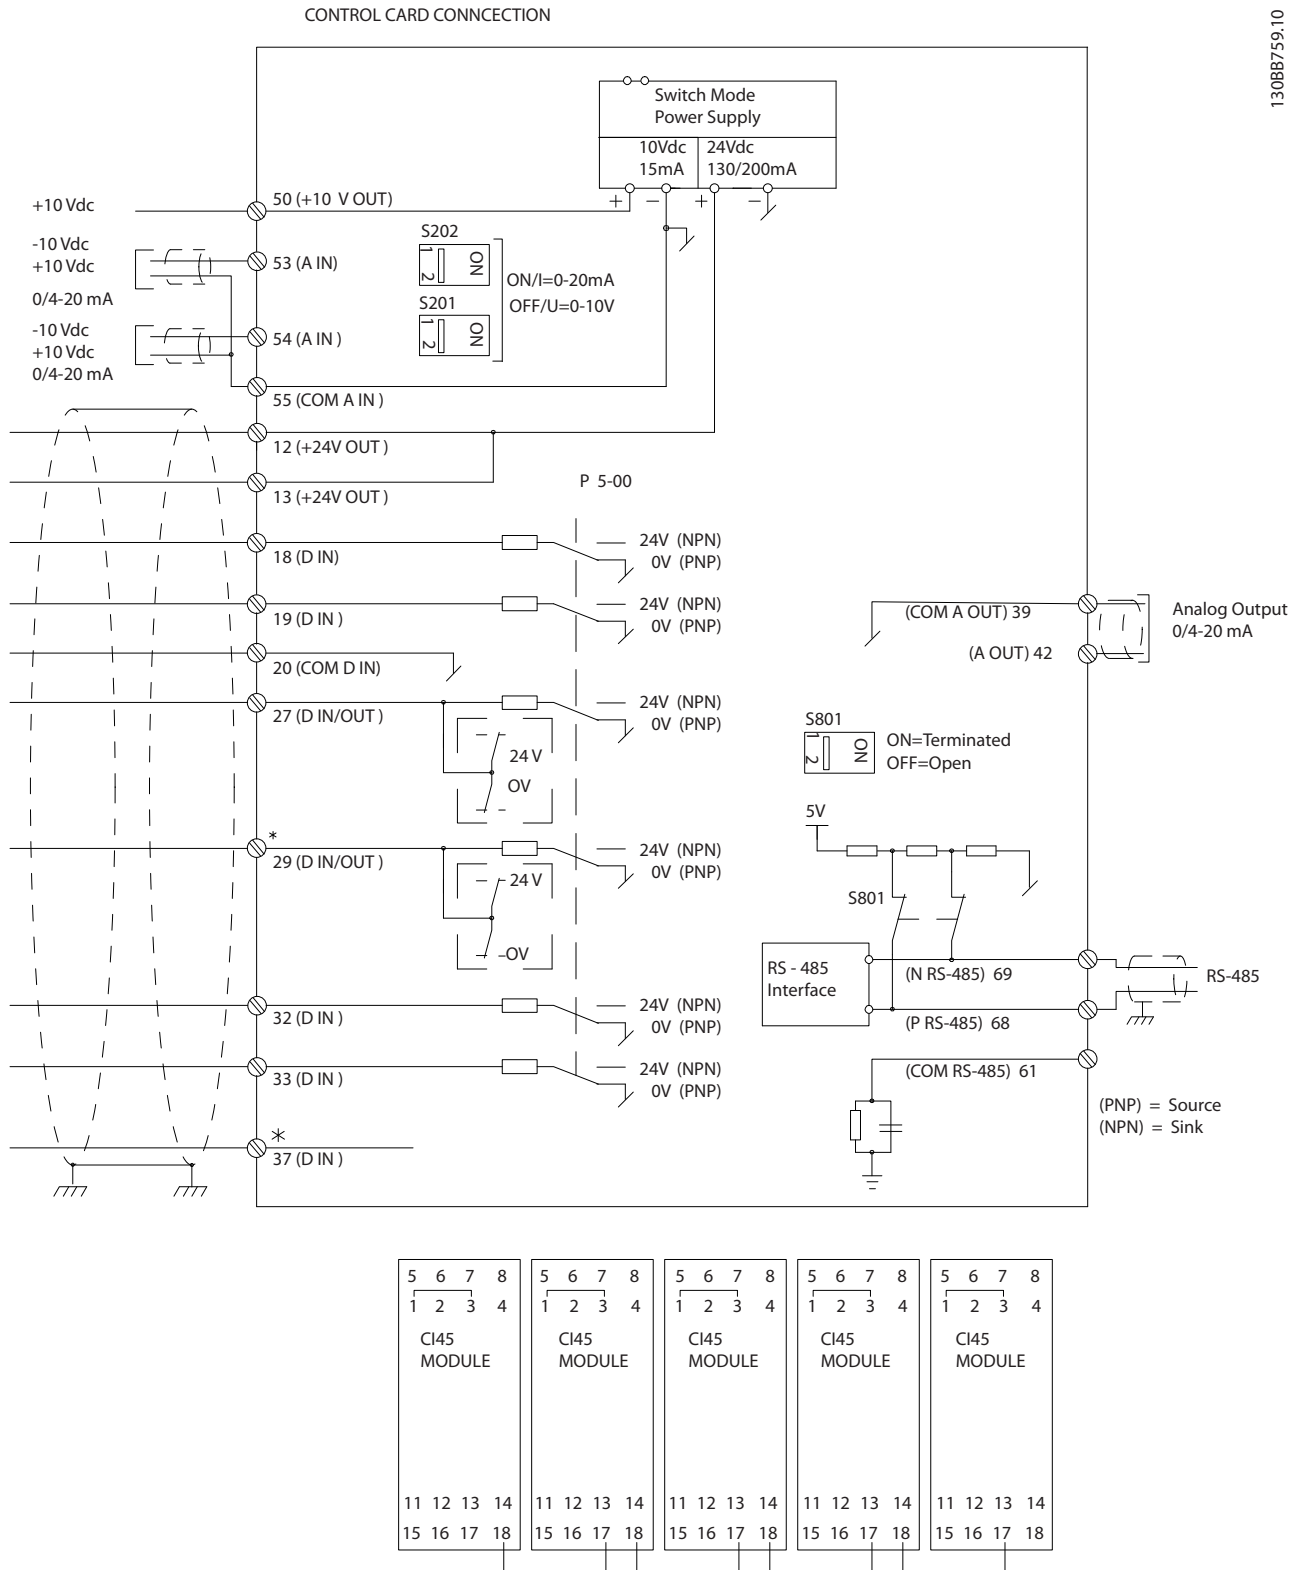 CONTROL CARD CONNCECTION
130BB759.10
Switch Mode
Power Supply
10Vdc
15mA
24Vdc
130/200mA
+ − + −
+10 Vdc
50 (+10 V OUT)
-10 Vdc
+10 Vdc
0/4-20 mA
53 (A IN)
S202
1
2
ON
ON/I=0-20mA
OFF/U=0-10V
S201
1
2
ON
-10 Vdc
+10 Vdc
0/4-20 mA
54 (A IN )
55 (COM A IN )
12 (+24V OUT )
13 (+24V OUT )
P 5-00
18 (D IN)
24V (NPN)
0V (PNP)
19 (D IN )
24V (NPN)
0V (PNP)
20 (COM D IN)
27 (D IN/OUT )
24V (NPN)
0V (PNP)
24 V
OV
*
29 (D IN/OUT )
24V (NPN)
0V (PNP)
24 V
OV
32 (D IN )
24V (NPN)
0V (PNP)
33 (D IN )
24V (NPN)
0V (PNP)
*
37 (D IN )
(COM A OUT) 39
(A OUT) 42
Analog Output
0/4-20 mA
S801
1
2
ON
ON=Terminated
OFF=Open
5V
S801
RS - 485
Interface
(N RS-485) 69
(P RS-485) 68
RS-485
(COM RS-485) 61
(PNP) = Source
(NPN) = Sink
5 6 7 8
1 2 3 4
CI45
MODULE
11 12 13 14
15 16 17 18
5 6 7 8
1 2 3 4
CI45
MODULE
11 12 13 14
15 16 17 18
5 6 7 8
1 2 3 4
CI45
MODULE
11 12 13 14
15 16 17 18
5 6 7 8
1 2 3 4
CI45
MODULE
11 12 13 14
15 16 17 18
5 6 7 8
1 2 3 4
CI45
MODULE
11 12 13 14
15 16 17 18